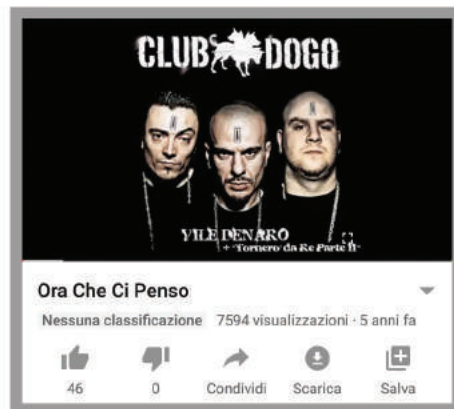 CLUB DOGO
VILE DENARO
+ "Tornerò da Re Parte II"
Ora Che Ci Penso
Nessuna classificazione 7594 visualizzazioni · 5 anni fa
46 0 Condividi Scarica Salva